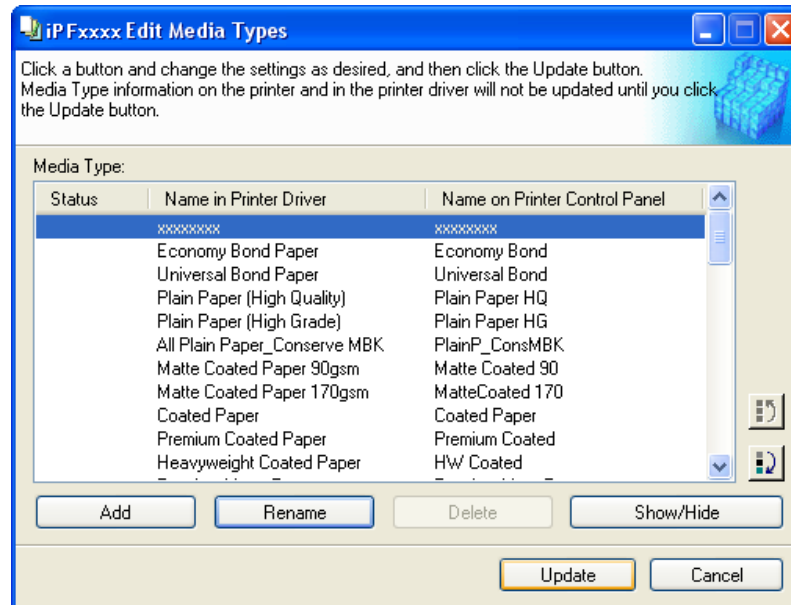 iPFxxxx Edit Media Types
Click a button and change the settings as desired, and then click the Update button.
Media Type information on the printer and in the printer driver will not be updated until you click
the Update button.
Media Type:
Status Name in Printer Driver Name on Printer Control Panel
xxxxxxxx xxxxxxxx
Economy Bond Paper Economy Bond
Universal Bond Paper Universal Bond
Plain Paper (High Quality) Plain Paper HQ
Plain Paper (High Grade) Plain Paper HG
All Plain Paper_Conserve MBK PlainP_ConsMBK
Matte Coated Paper 90gsm Matte Coated 90
Matte Coated Paper 170gsm MatteCoated 170
Coated Paper Coated Paper
Premium Coated Paper Premium Coated
Heavyweight Coated Paper HW Coated
Add Rename Delete Show/Hide
Update Cancel